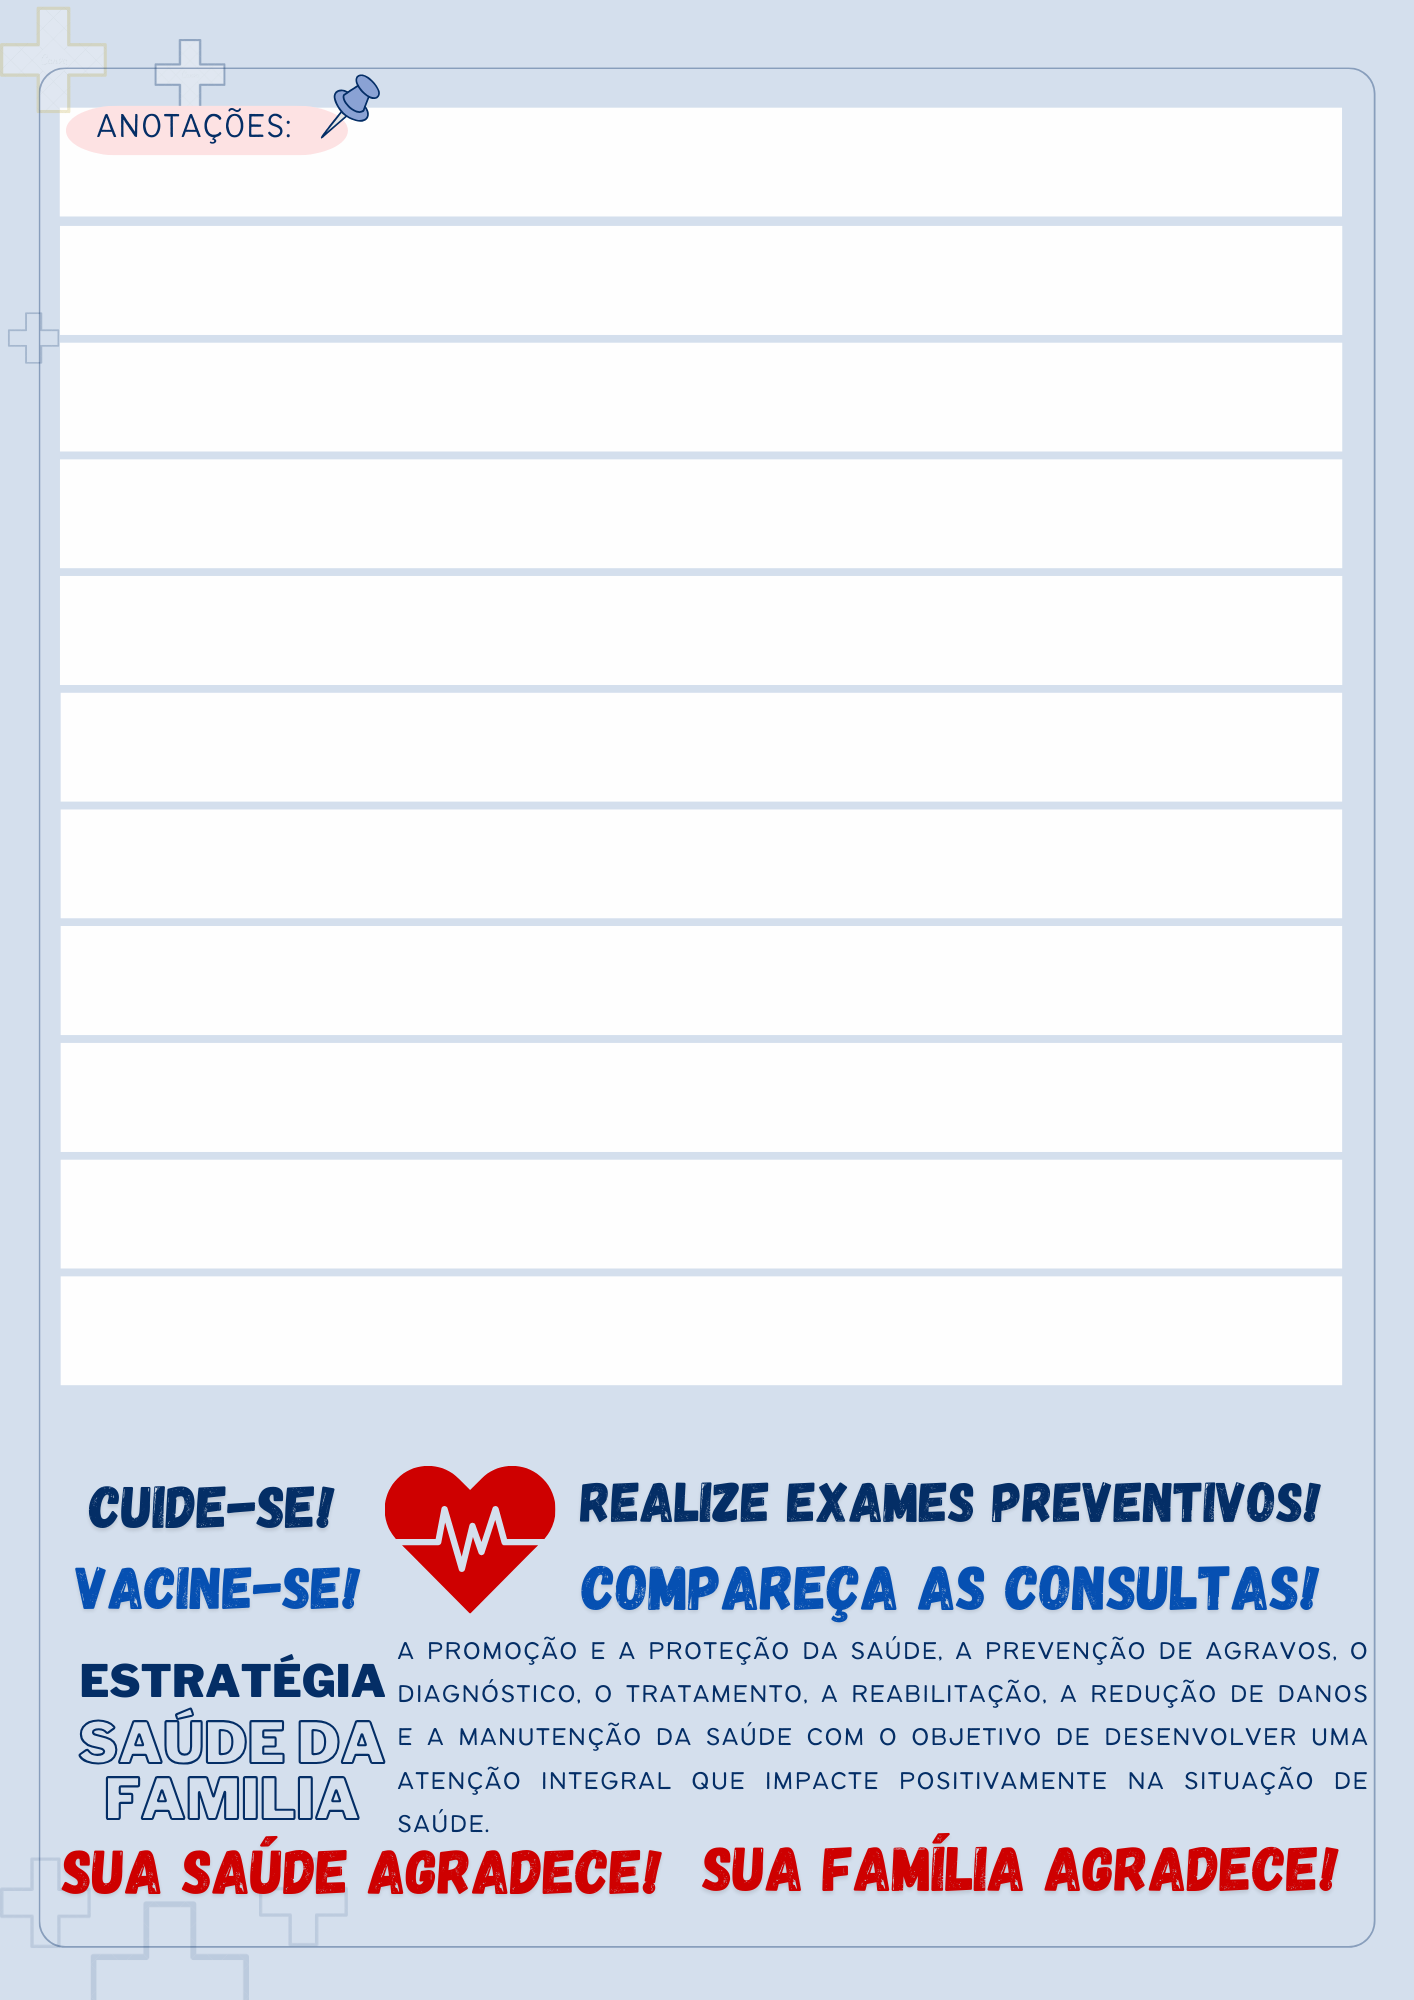 ANOTAÇÕES:
CUIDE-SE!
REALIZE EXAMES PREVENTIVOS!
VACINE-SE!
COMPAREÇA AS CONSULTAS!
ESTRATÉGIA
SAÚDE DA
FAMILIA
A PROMOÇÃO E A PROTEÇÃO DA SAÚDE, A PREVENÇÃO DE AGRAVOS, O
DIAGNÓSTICO, O TRATAMENTO, A REABILITAÇÃO, A REDUÇÃO DE DANOS
E A MANUTENÇÃO DA SAÚDE COM O OBJETIVO DE DESENVOLVER UMA
ATENÇÃO INTEGRAL QUE IMPACTE POSITIVAMENTE NA SITUAÇÃO DE
SAÚDE.
SUA SAÚDE AGRADECE!
SUA FAMÍLIA AGRADECE!